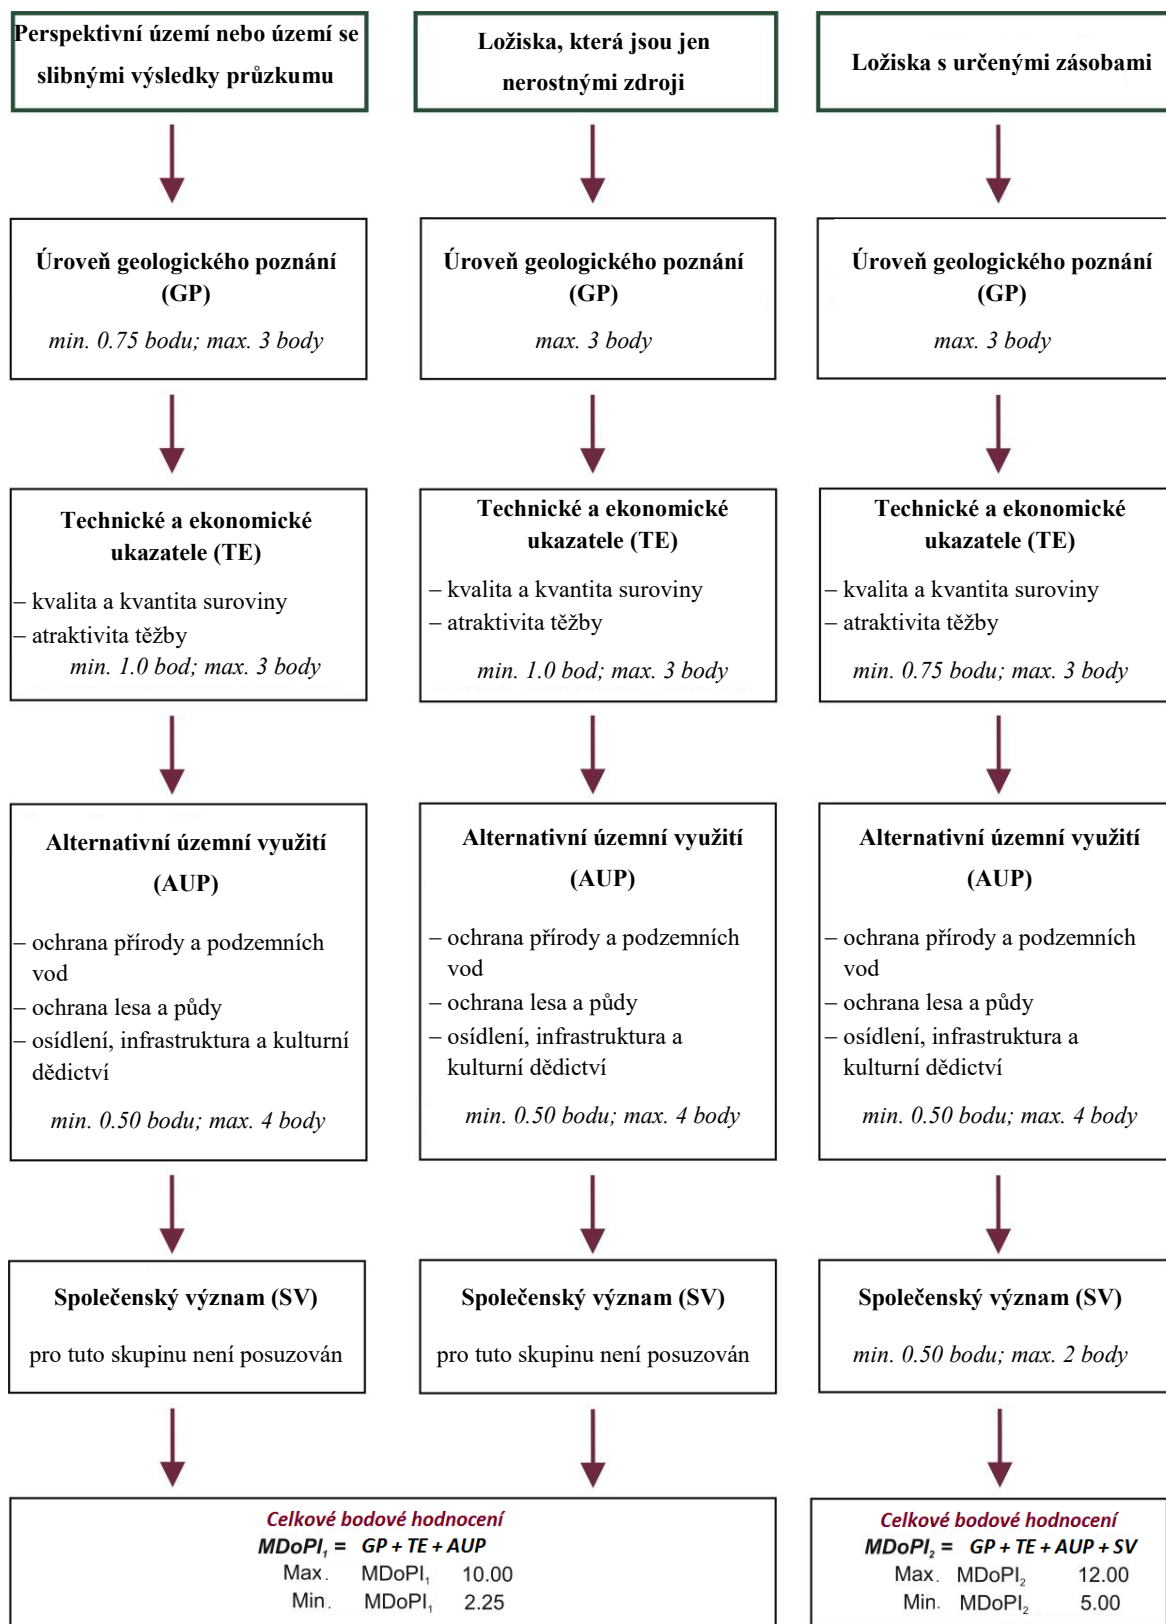 Perspektivní území nebo území se
slibnými výsledky průzkumu
Ložiska, která jsou jen
nerostnými zdroji
Ložiska s určenými zásobami
Úroveň geologického poznání
(GP)
min. 0.75 bodu; max. 3 body
Úroveň geologického poznání
(GP)
max. 3 body
Úroveň geologického poznání
(GP)
max. 3 body
Technické a ekonomické
ukazatele (TE)
– kvalita a kvantita suroviny
– atraktivita těžby
min. 1.0 bod; max. 3 body
Technické a ekonomické
ukazatele (TE)
– kvalita a kvantita suroviny
– atraktivita těžby
min. 1.0 bod; max. 3 body
Technické a ekonomické
ukazatele (TE)
– kvalita a kvantita suroviny
– atraktivita těžby
min. 0.75 bodu; max. 3 body
Alternativní územní využití
(AUP)
– ochrana přírody a podzemních
vod
– ochrana lesa a půdy
– osídlení, infrastruktura a kulturní
dědictví
min. 0.50 bodu; max. 4 body
Alternativní územní využití
(AUP)
– ochrana přírody a podzemních
vod
– ochrana lesa a půdy
– osídlení, infrastruktura a
kulturní dědictví
min. 0.50 bodu; max. 4 body
Alternativní územní využití
(AUP)
– ochrana přírody a podzemních
vod
– ochrana lesa a půdy
– osídlení, infrastruktura a
kulturní dědictví
min. 0.50 bodu; max. 4 body
Společenský význam (SV)
pro tuto skupinu není posuzován
Společenský význam (SV)
pro tuto skupinu není posuzován
Společenský význam (SV)
min. 0.50 bodu; max. 2 body
Celkové bodové hodnocení
MDoPI₁ = GP + TE + AUP
Max. MDoPI₁ 10.00
Min. MDoPI₁ 2.25
Celkové bodové hodnocení
MDoPI₂ = GP + TE + AUP + SV
Max. MDoPI₂ 12.00
Min. MDoPI₂ 5.00